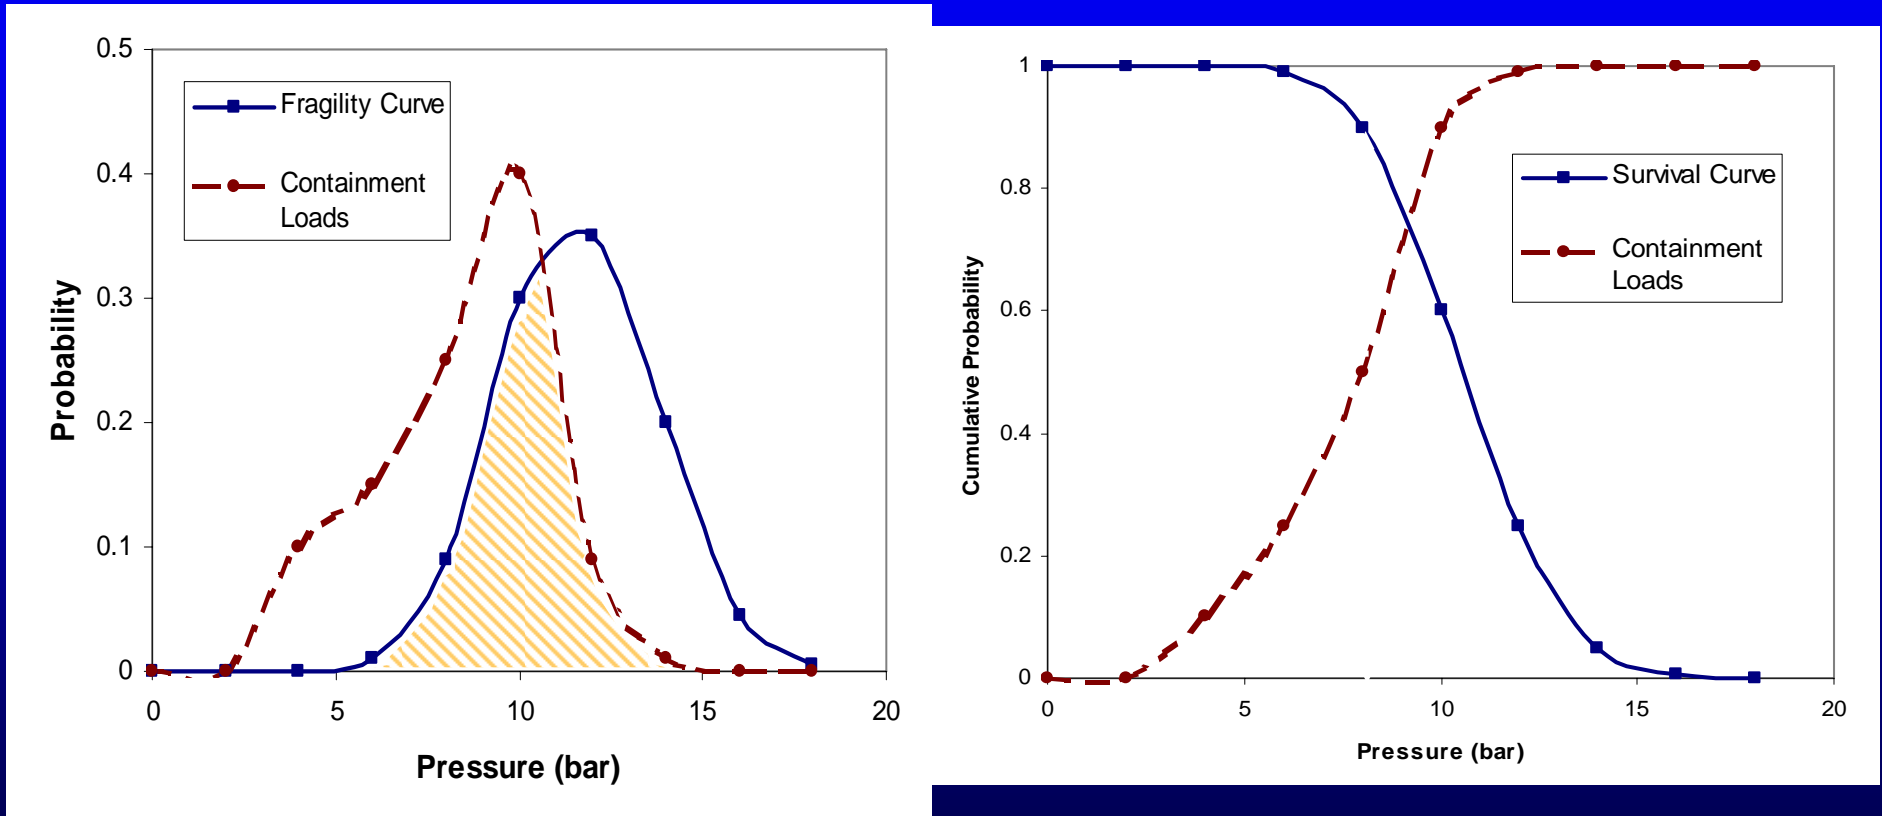 0.5
0.4
0.3
0.2
0.1
0
Probability
Fragility Curve
Containment
Loads
0
5
10
15
20
Pressure (bar)
1
0.8
0.6
0.4
0.2
0
Cumulative Probability
Survival Curve
Containment
Loads
0
5
10
15
20
Pressure (bar)